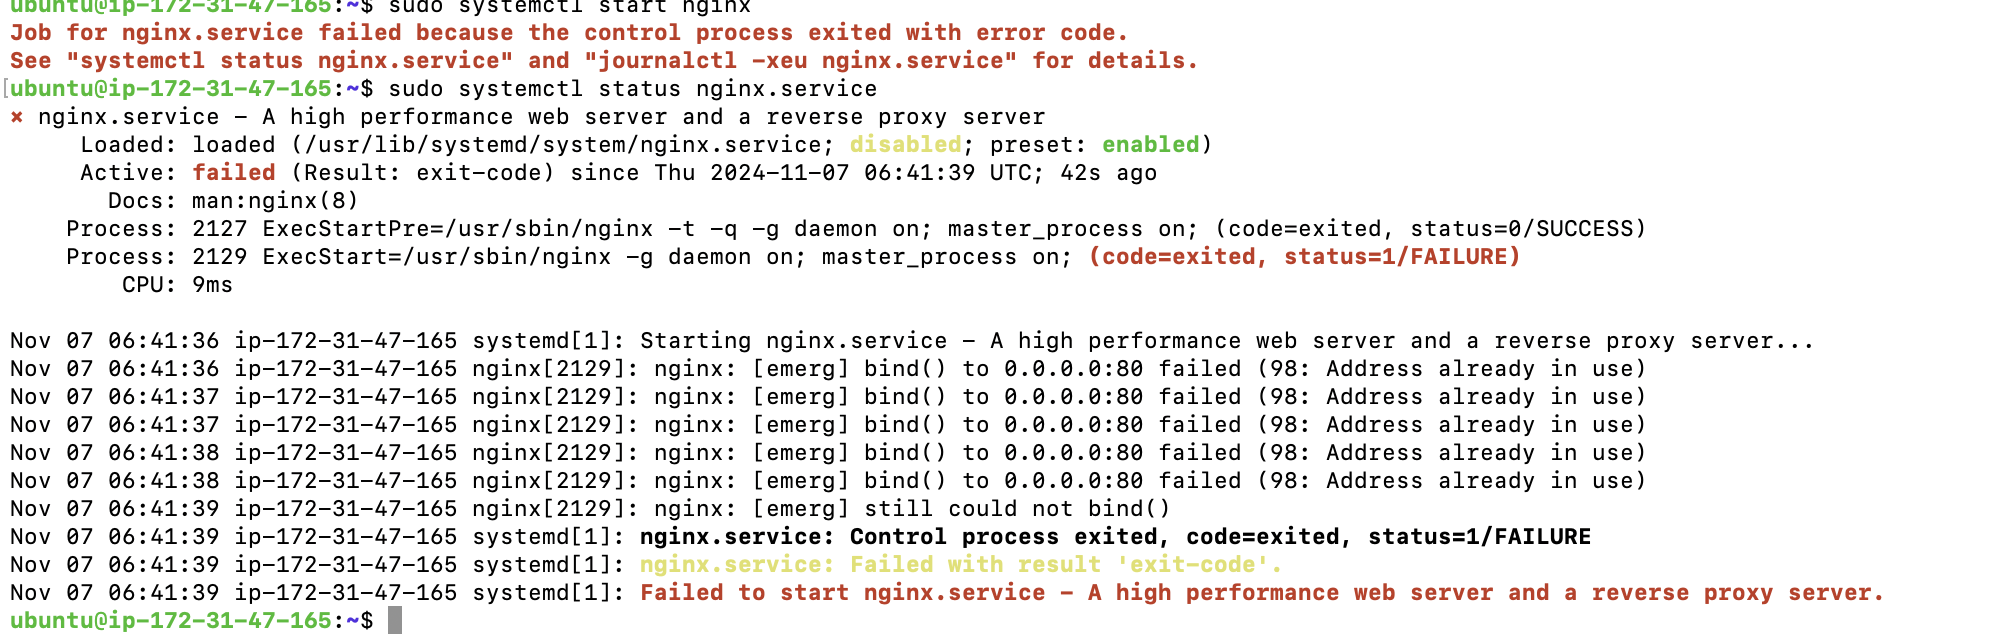 ubuntu@ip-172-31-47-165:~$ sudo systemctl start nginx
Job for nginx.service failed because the control process exited with error code.
See "systemctl status nginx.service" and "journalctl -xeu nginx.service" for details.
[ubuntu@ip-172-31-47-165:~$ sudo systemctl status nginx.service
× nginx.service - A high performance web server and a reverse proxy server
     Loaded: loaded (/usr/lib/systemd/system/nginx.service; disabled; preset: enabled)
     Active: failed (Result: exit-code) since Thu 2024-11-07 06:41:39 UTC; 42s ago
       Docs: man:nginx(8)
    Process: 2127 ExecStartPre=/usr/sbin/nginx -t -q -g daemon on; master_process on; (code=exited, status=0/SUCCESS)
    Process: 2129 ExecStart=/usr/sbin/nginx -g daemon on; master_process on; (code=exited, status=1/FAILURE)
        CPU: 9ms

Nov 07 06:41:36 ip-172-31-47-165 systemd[1]: Starting nginx.service - A high performance web server and a reverse proxy server...
Nov 07 06:41:36 ip-172-31-47-165 nginx[2129]: nginx: [emerg] bind() to 0.0.0.0:80 failed (98: Address already in use)
Nov 07 06:41:37 ip-172-31-47-165 nginx[2129]: nginx: [emerg] bind() to 0.0.0.0:80 failed (98: Address already in use)
Nov 07 06:41:37 ip-172-31-47-165 nginx[2129]: nginx: [emerg] bind() to 0.0.0.0:80 failed (98: Address already in use)
Nov 07 06:41:38 ip-172-31-47-165 nginx[2129]: nginx: [emerg] bind() to 0.0.0.0:80 failed (98: Address already in use)
Nov 07 06:41:38 ip-172-31-47-165 nginx[2129]: nginx: [emerg] bind() to 0.0.0.0:80 failed (98: Address already in use)
Nov 07 06:41:39 ip-172-31-47-165 nginx[2129]: nginx: [emerg] still could not bind()
Nov 07 06:41:39 ip-172-31-47-165 systemd[1]: nginx.service: Control process exited, code=exited, status=1/FAILURE
Nov 07 06:41:39 ip-172-31-47-165 systemd[1]: nginx.service: Failed with result 'exit-code'.
Nov 07 06:41:39 ip-172-31-47-165 systemd[1]: Failed to start nginx.service - A high performance web server and a reverse proxy server.
ubuntu@ip-172-31-47-165:~$